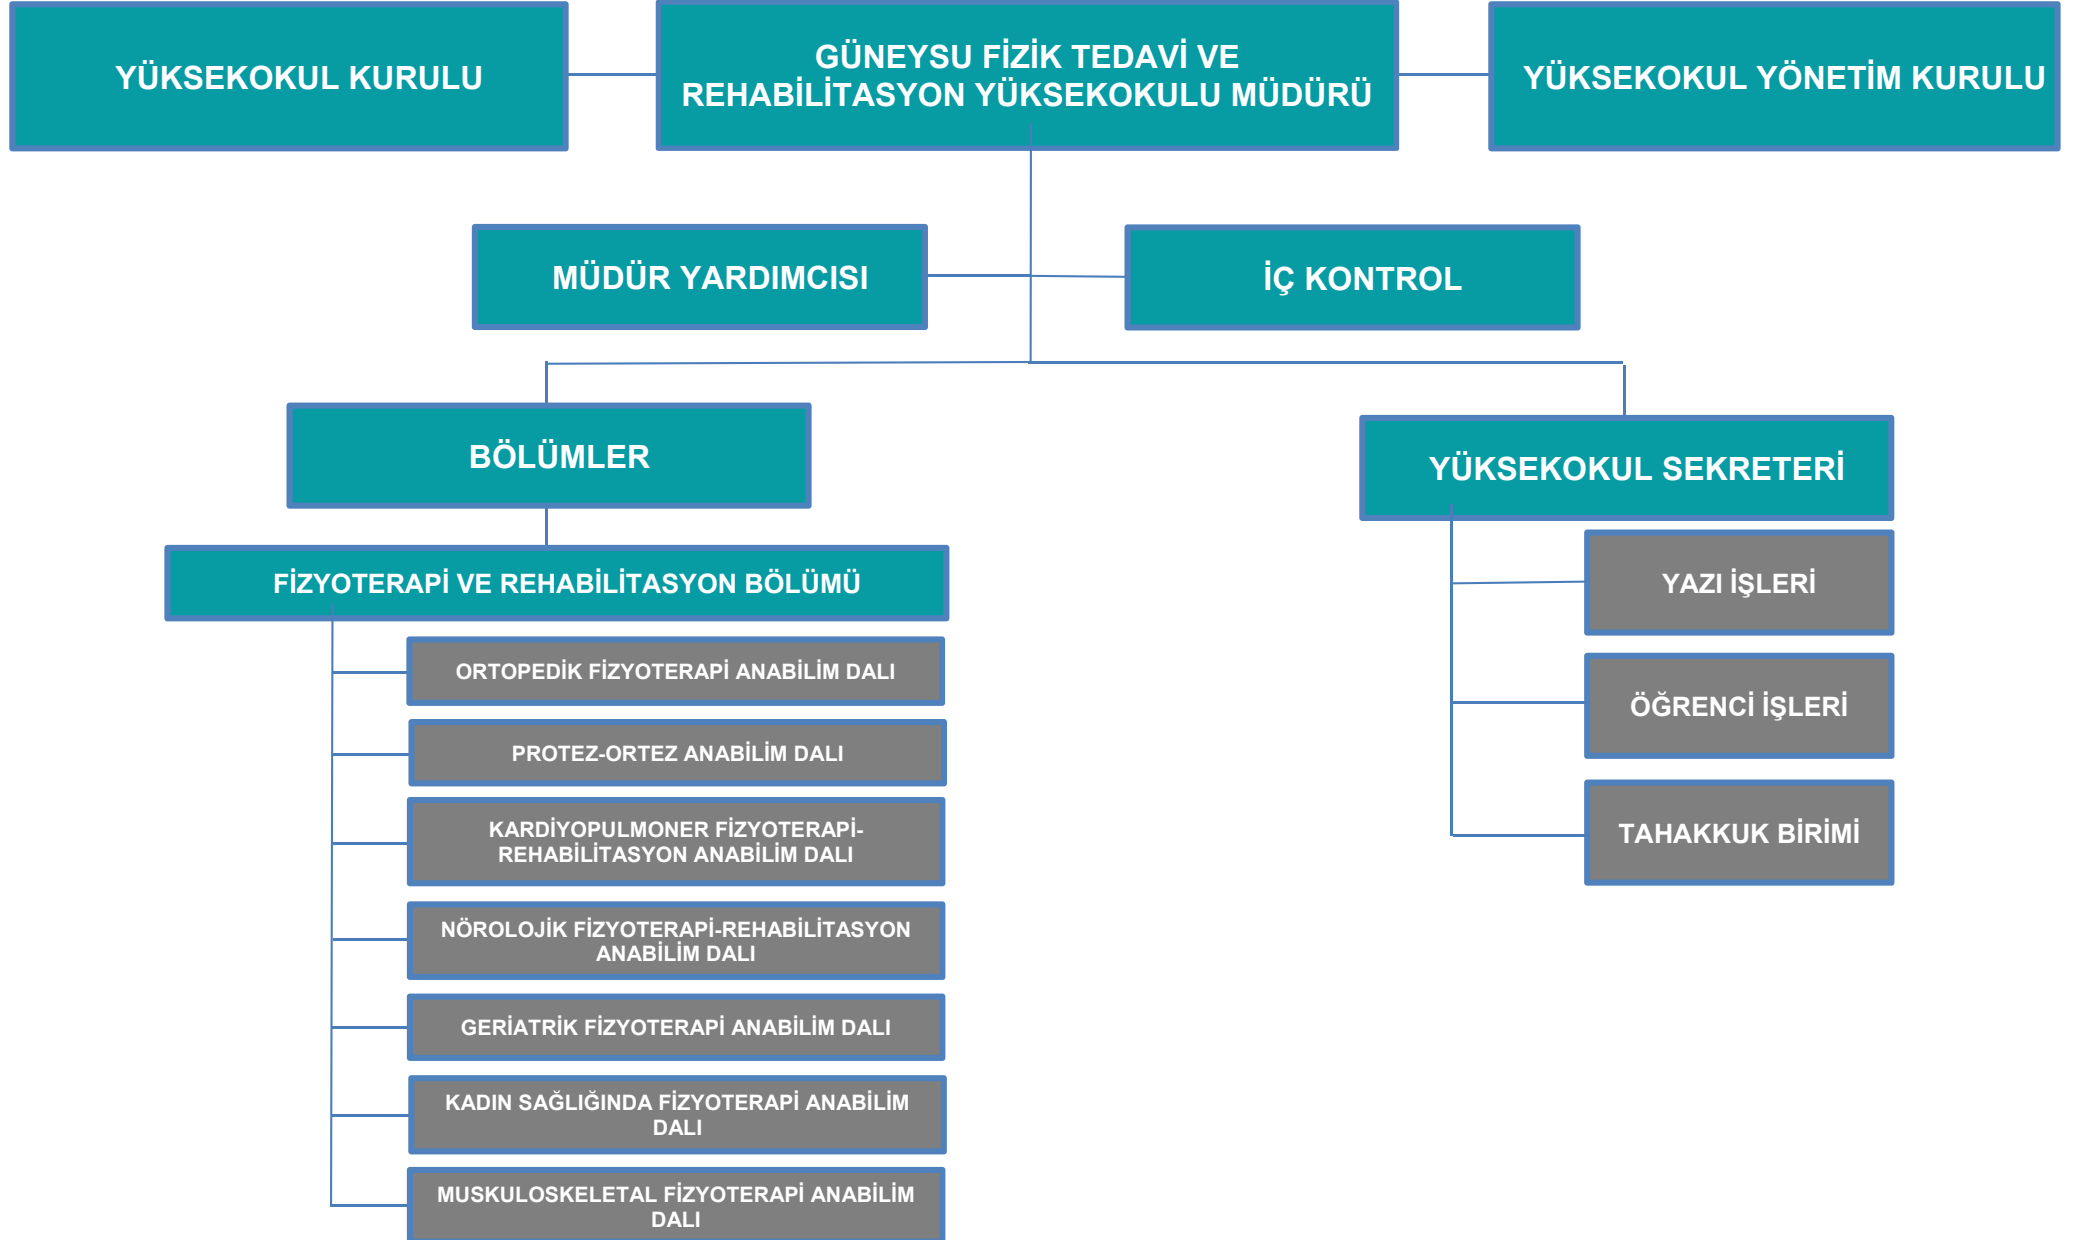 YÜKSEKOKUL KURULU
GÜNEYSU FİZİK TEDAVİ VE
REHABİLİTASYON YÜKSEKOKULU MÜDÜRÜ
YÜKSEKOKUL YÖNETİM KURULU
MÜDÜR YARDIMCISI
İÇ KONTROL
BÖLÜMLER
YÜKSEKOKUL SEKRETERİ
FİZYOTERAPİ VE REHABİLİTASYON BÖLÜMÜ
ORTOPEDİK FİZYOTERAPİ ANABİLİM DALI
PROTEZ-ORTEZ ANABİLİM DALI
KARDİYOPULMONER FİZYOTERAPİ-
REHABİLİTASYON ANABİLİM DALI
NÖROLOJİK FİZYOTERAPİ-REHABİLİTASYON
ANABİLİM DALI
GERİATRİK FİZYOTERAPİ ANABİLİM DALI
KADIN SAĞLIĞINDA FİZYOTERAPİ ANABİLİM
DALI
MUSKULOSKELETAL FİZYOTERAPİ ANABİLİM
DALI
YAZI İŞLERİ
ÖĞRENCİ İŞLERİ
TAHAKKUK BİRİMİ